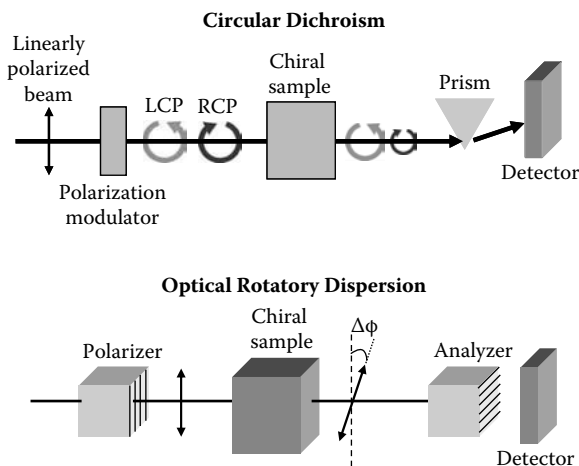 Circular Dichroism
Linearly
polarized
beam
LCP
RCP
Chiral
sample
Prism
Polarization
modulator
Detector
Optical Rotatory Dispersion
Polarizer
Chiral
sample
Δϕ
Analyzer
Detector